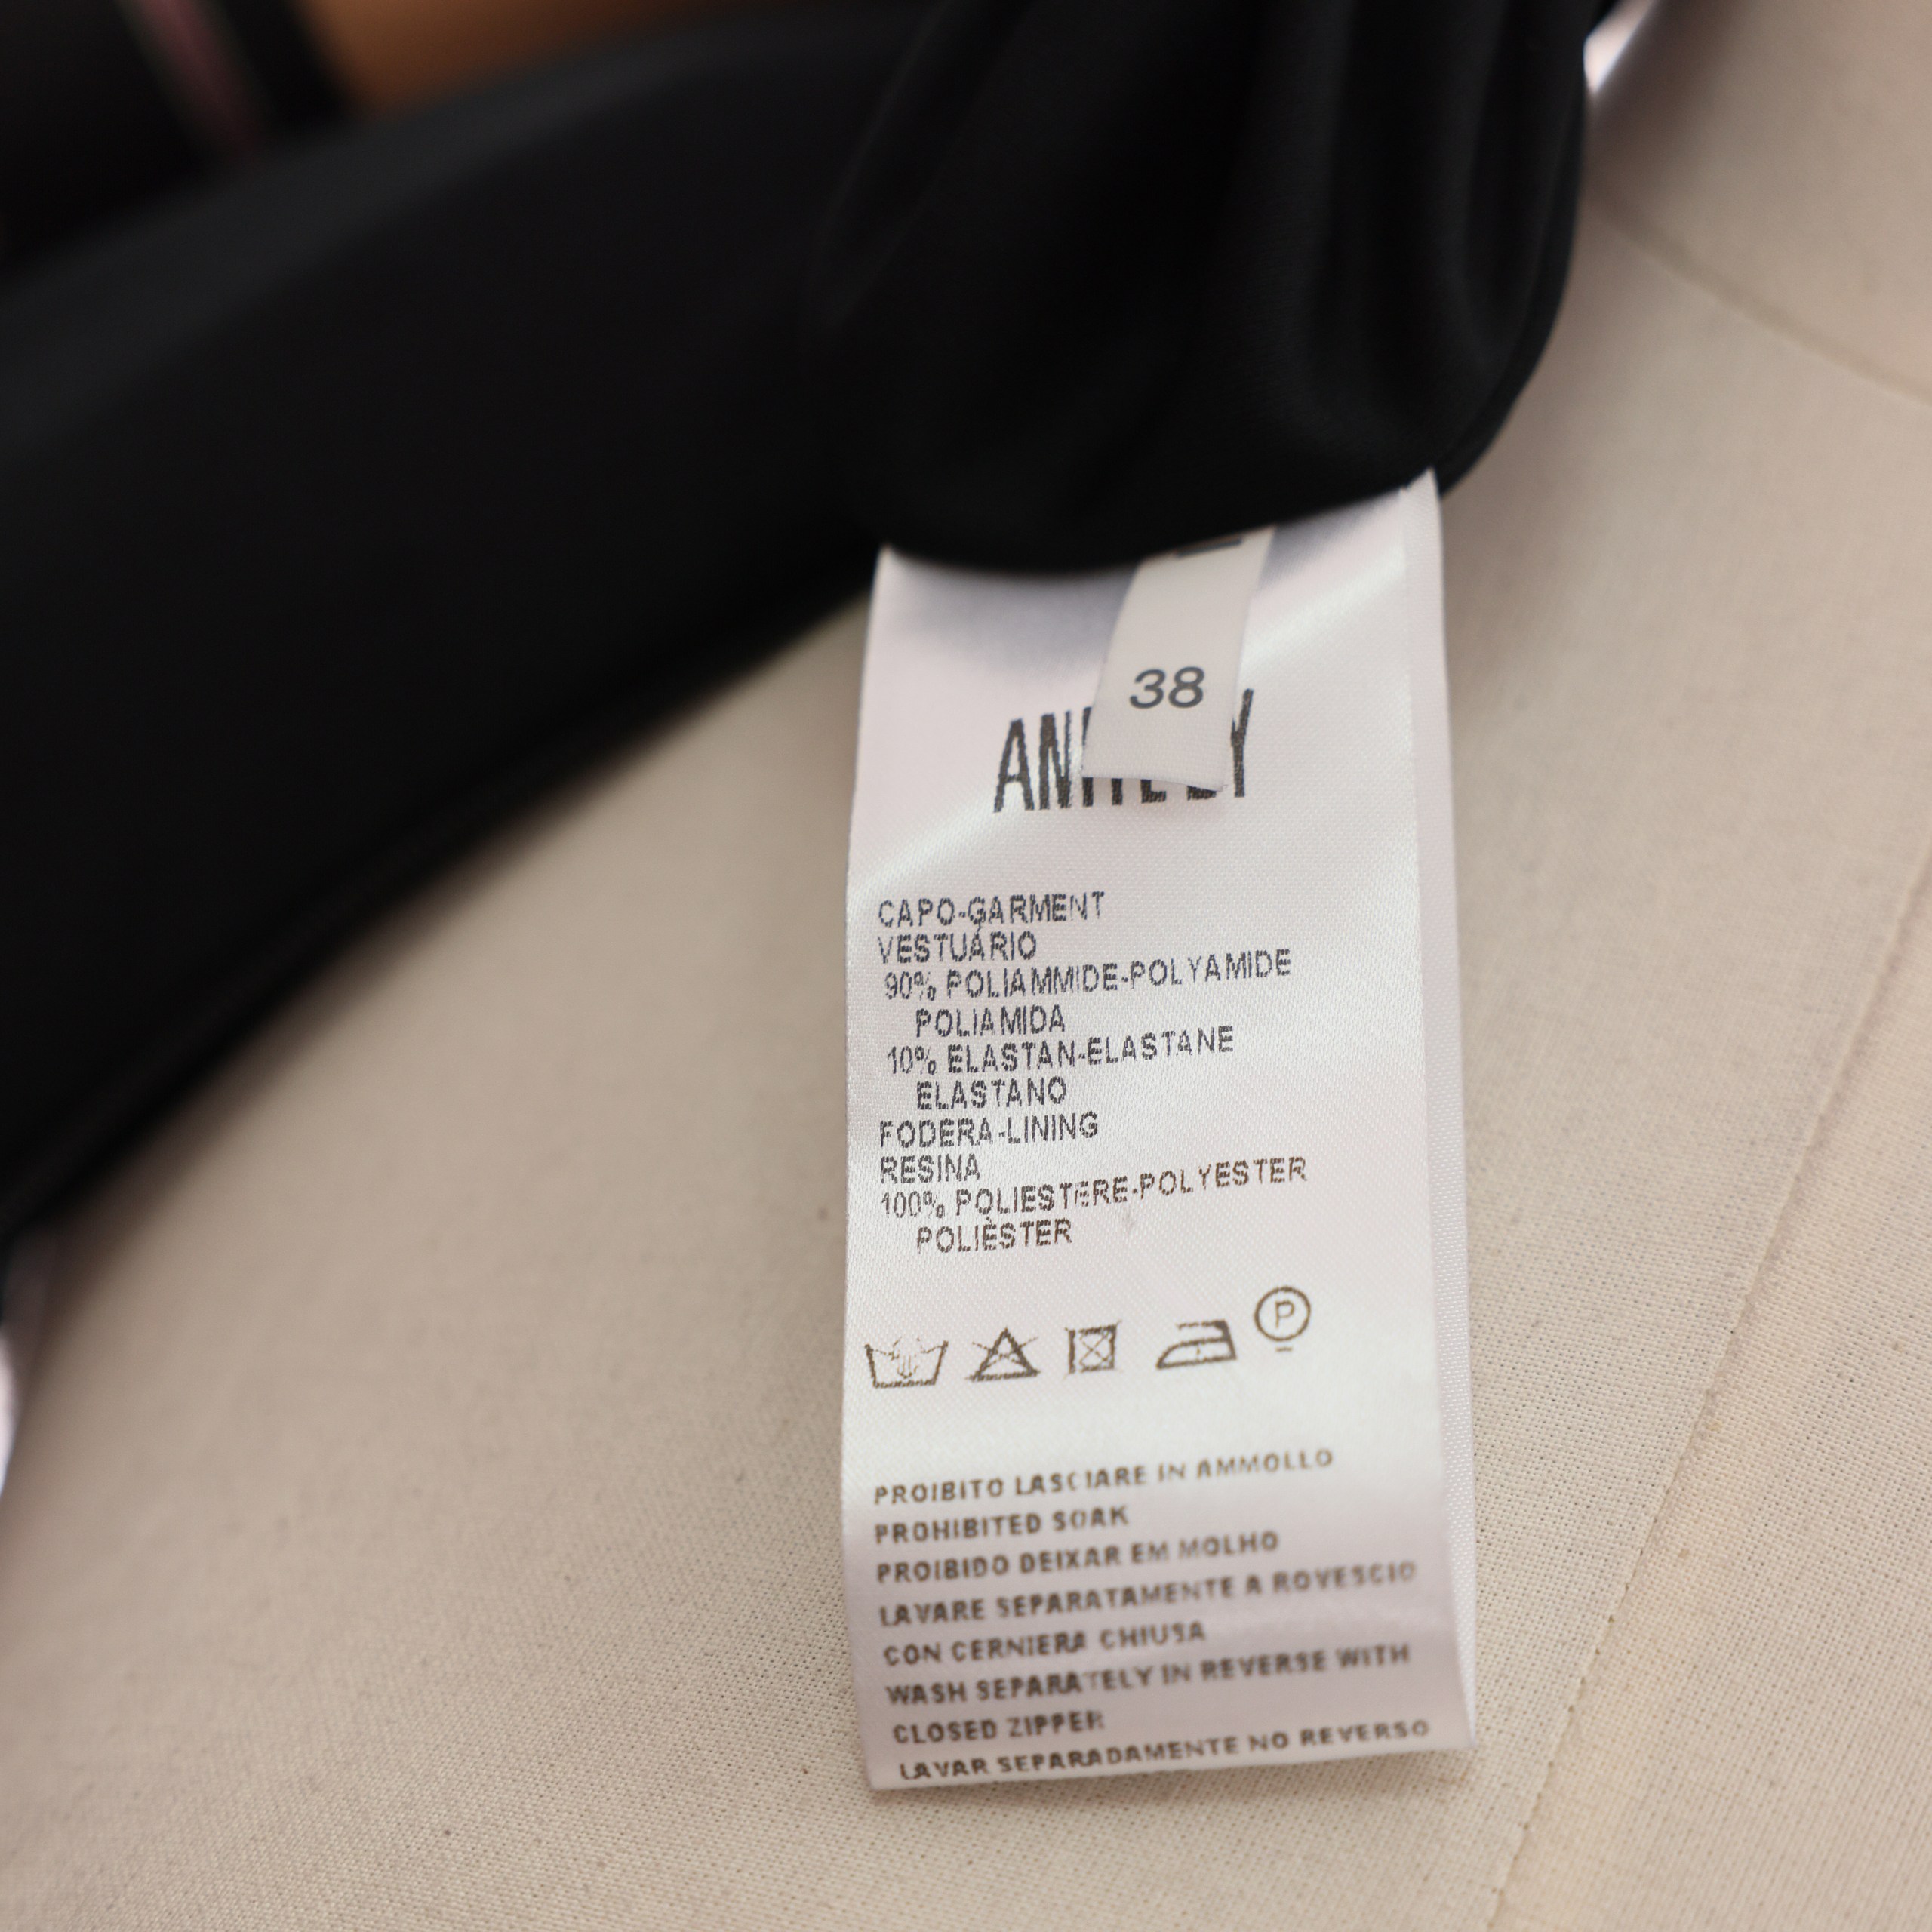 38
CAPO-GARMENT
VESTUÁRIO
90% POLIAMMIDE-POLYAMIDE
POLIAMIDA
10% ELASTAN-ELASTANE
ELASTANO
FODERA-LINING
RESINA
100% POLIESTERE-POLYESTER
POLIÈSTER
P
PROIBITO LASCIARE IN AMMOLLO
PROHIBITED SOAK
PROIBIDO DEIXAR EM MOLHO
LAVARE SEPARATAMENTE A ROVESCIO
CON CERNIERA CHIUSA
WASH SEPARATELY IN REVERSE WITH
CLOSED ZIPPER
LAVAR SEPARADAMENTE NO REVERSO